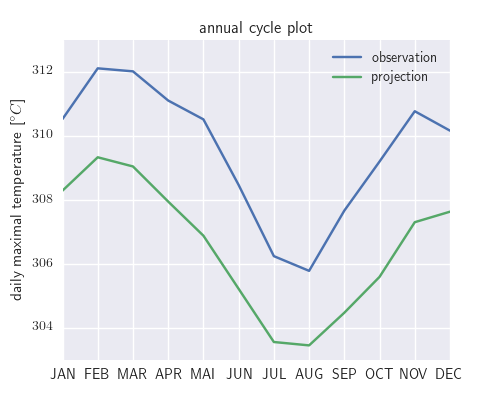 annual cycle plot
observation
projection
daily maximal temperature [°C]
312
310
308
306
304
JAN FEB MAR APR MAI JUN JUL AUG SEP OCT NOV DEC